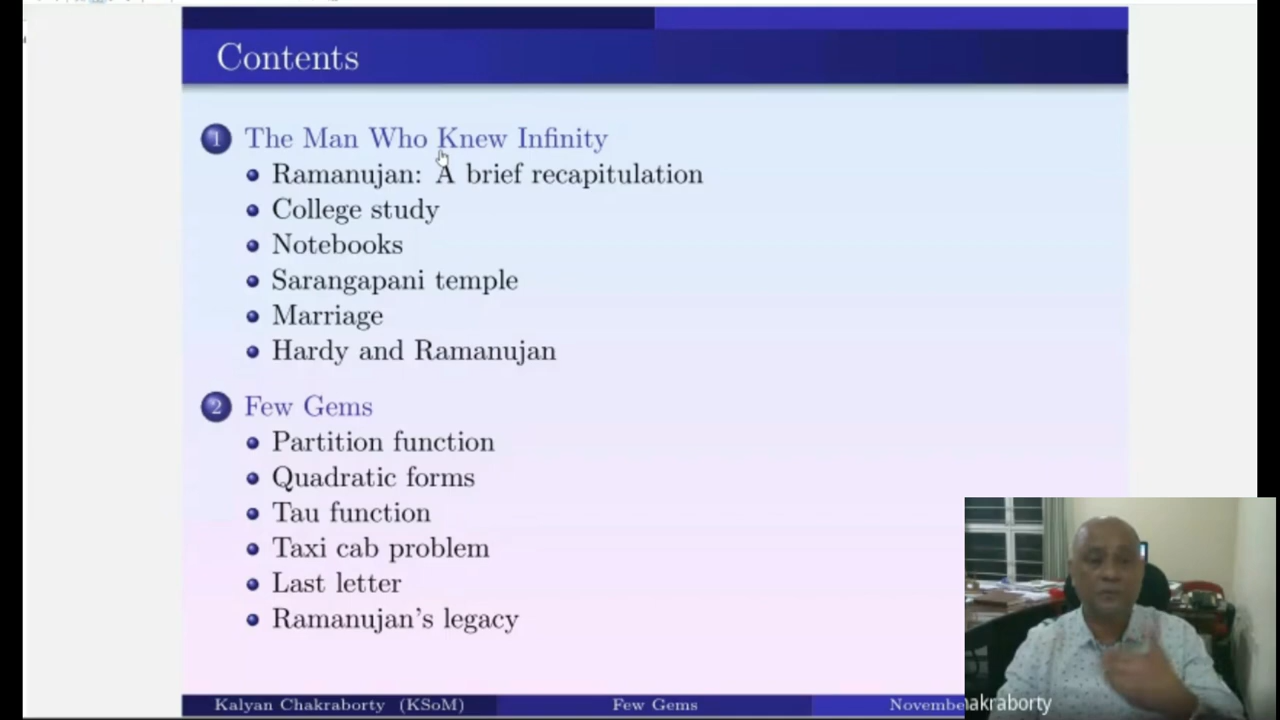 Contents
1 The Man Who Knew Infinity
Ramanujan: A brief recapitulation
College study
Notebooks
Sarangapani temple
Marriage
Hardy and Ramanujan
2 Few Gems
Partition function
Quadratic forms
Tau function
Taxi cab problem
Last letter
Ramanujan's legacy
Kalyan Chakraborty (KSoM) Few Gems Novembe akraborty